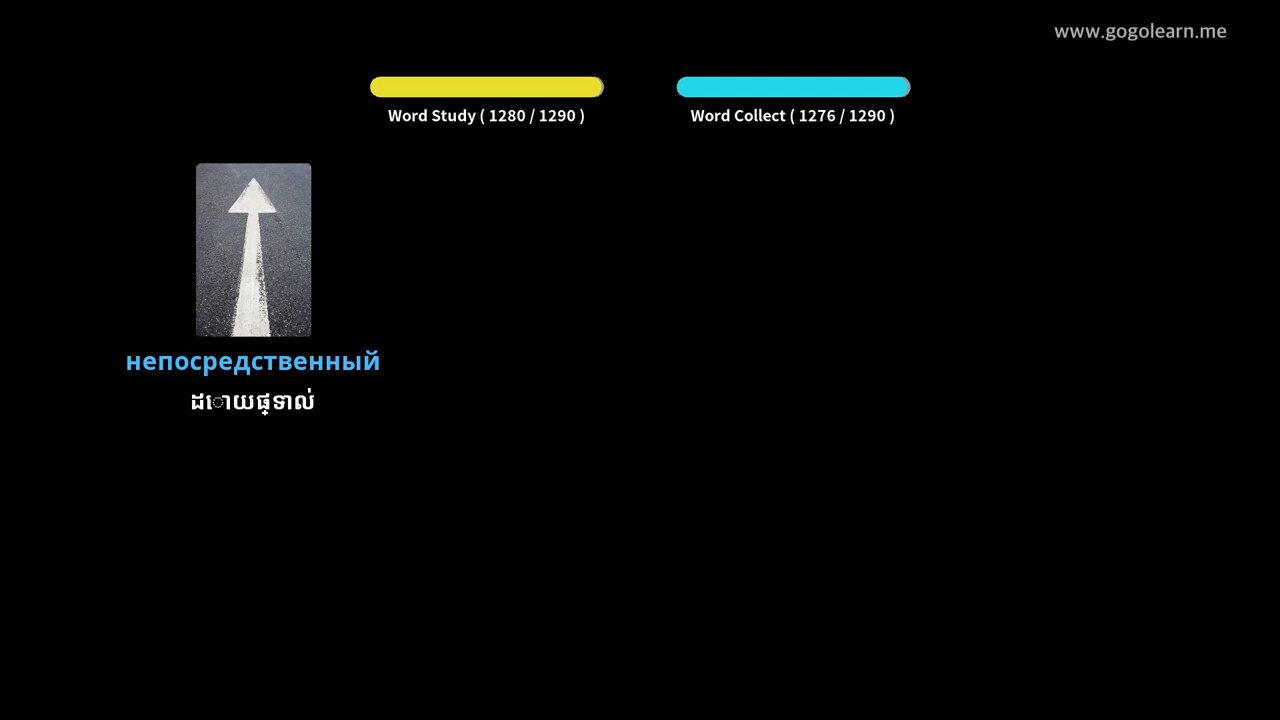 www.gogolearn.me
Word Study ( 1280 / 1290 )
Word Collect ( 1276 / 1290 )
непосредственный
ដោយផ្ទាល់